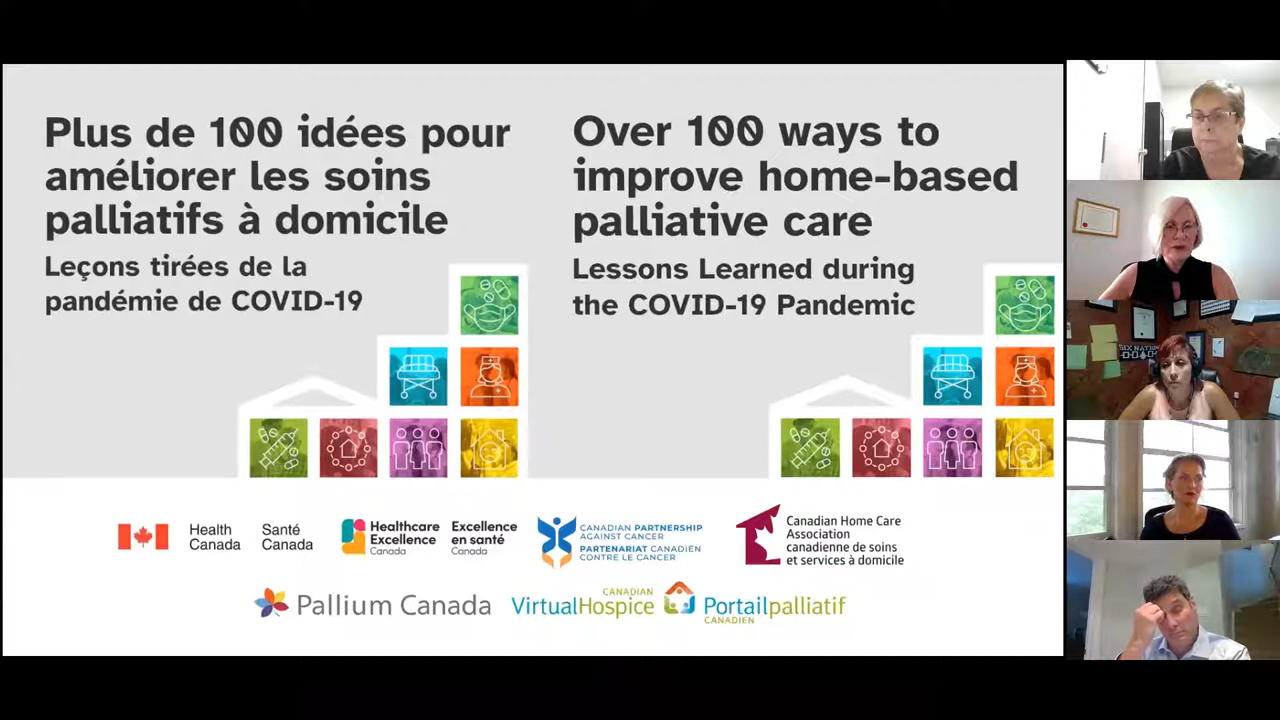 Plus de 100 idées pour
améliorer les soins
palliatifs à domicile
Leçons tirées de la
pandémie de COVID-19
Over 100 ways to
improve home-based
palliative care
Lessons Learned during
the COVID-19 Pandemic
Health
Canada
Santé
Canada
Healthcare
Excellence
Canada
Excellence
en santé
Canada
CANADIAN PARTNERSHIP
AGAINST CANCER
PARTENARIAT CANADIEN
CONTRE LE CANCER
Canadian Home Care
Association
canadienne de soins
et services à domicile
Pallium Canada
CANADIAN
VirtualHospice
Portailpalliatif
CANADIEN
SIX NATIONS